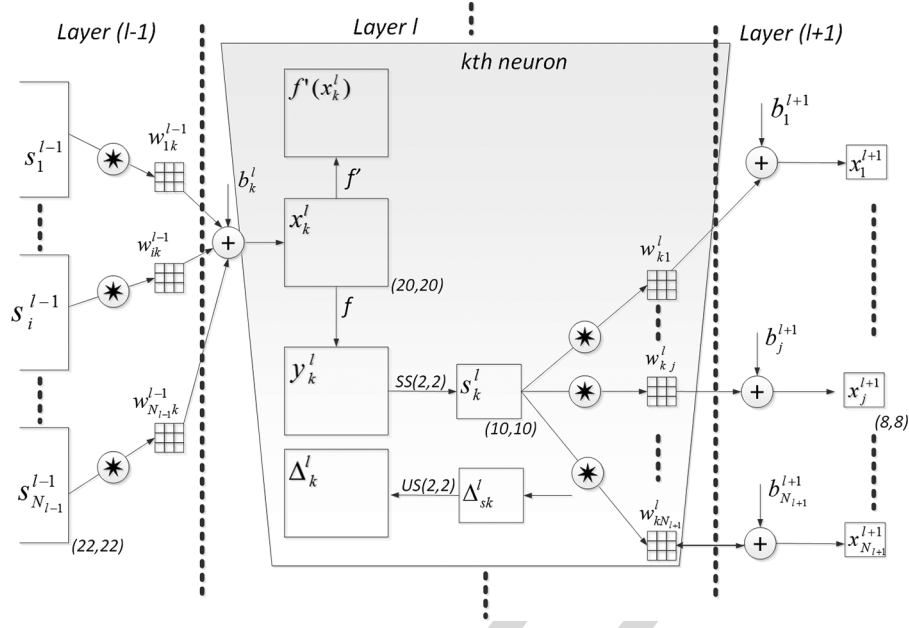 Layer (l-1)
Layer l
Layer (l+1)
kth neuron
f'(x_k^l)
b_1^{l+1}
s_1^{l-1}
w_{1k}^{l-1}
x_1^{l+1}
f'
b_k^l
x_k^l
w_{ik}^{l-1}
w_{k1}^l
(20,20)
s_i^{l-1}
f
b_j^{l+1}
y_k^l
SS(2,2)
s_k^l
w_{kj}^l
x_j^{l+1}
w_{N_{l-1}k}^{l-1}
(10,10)
(8,8)
s_{N_{l-1}}^{l-1}
Δ_k^l
US(2,2)
Δ_{sk}^l
b_{N_{l+1}}^{l+1}
w_{kN_{l+1}}^l
x_{N_{l+1}}^{l+1}
(22,22)